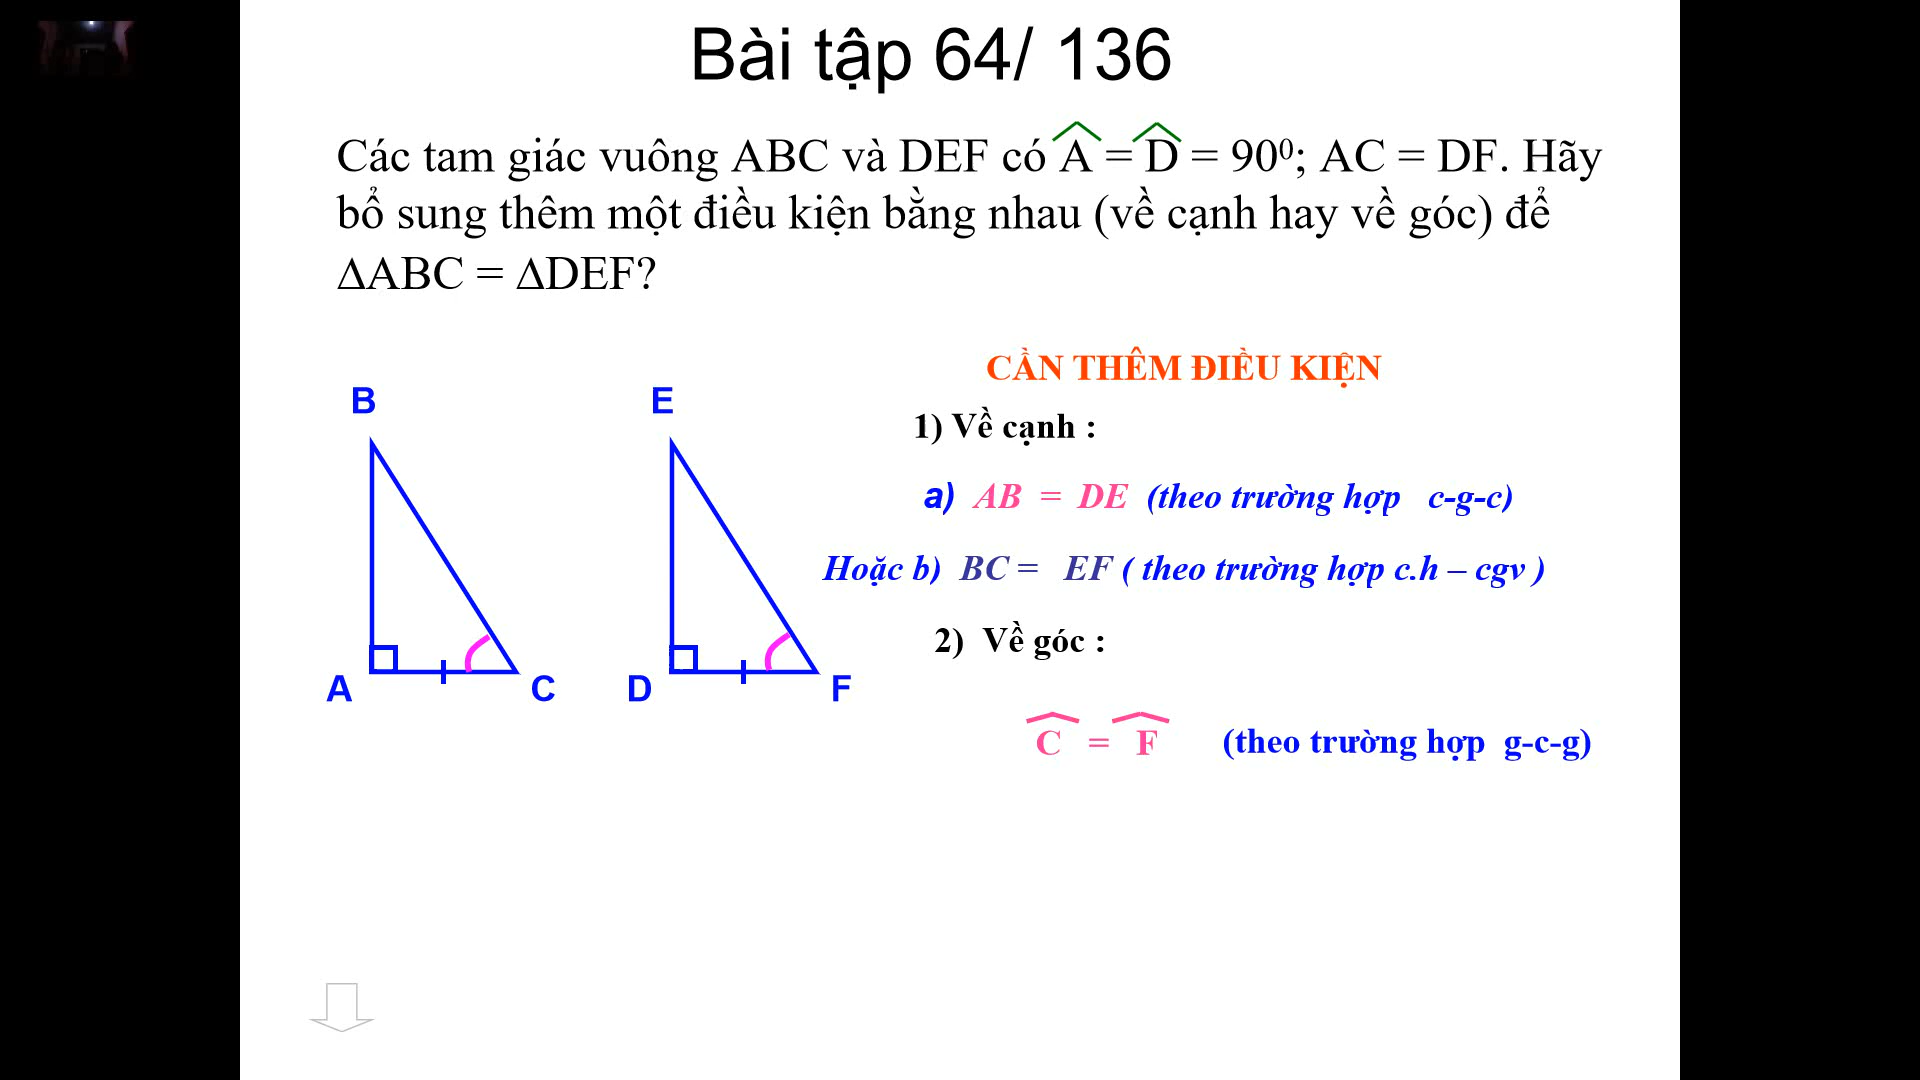 Bài tập 64/ 136
Các tam giác vuông ABC và DEF có A = D = 90⁰; AC = DF. Hãy
bổ sung thêm một điều kiện bằng nhau (về cạnh hay về góc) để
ΔABC = ΔDEF?
CẦN THÊM ĐIỀU KIỆN
B E
1) Về cạnh :
a) AB = DE (theo trường hợp c-g-c)
Hoặc b) BC = EF ( theo trường hợp c.h – cgv )
2) Về góc :
A C D F
C = F (theo trường hợp g-c-g)